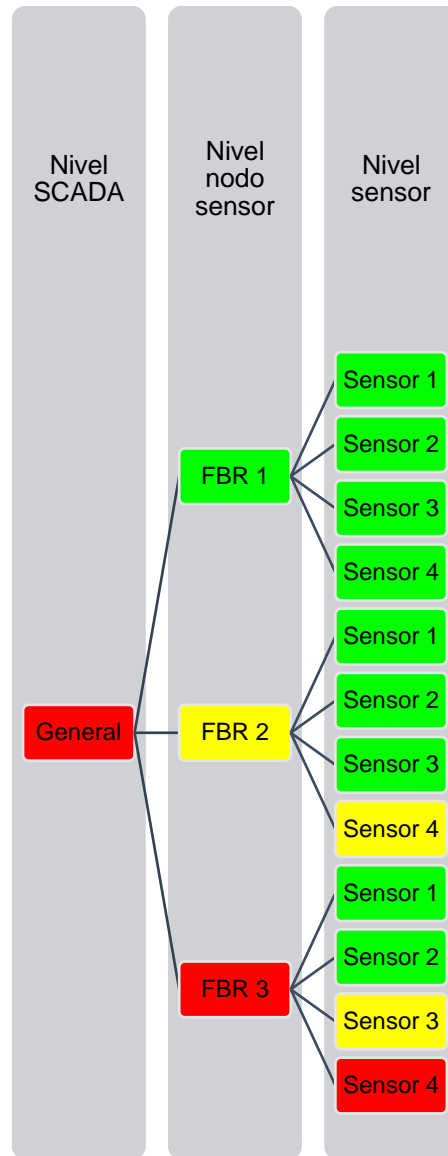 Nivel
SCADA
Nivel
nodo
sensor
Nivel
sensor
General
FBR 1
Sensor 1
Sensor 2
Sensor 3
Sensor 4
FBR 2
Sensor 1
Sensor 2
Sensor 3
Sensor 4
FBR 3
Sensor 1
Sensor 2
Sensor 3
Sensor 4